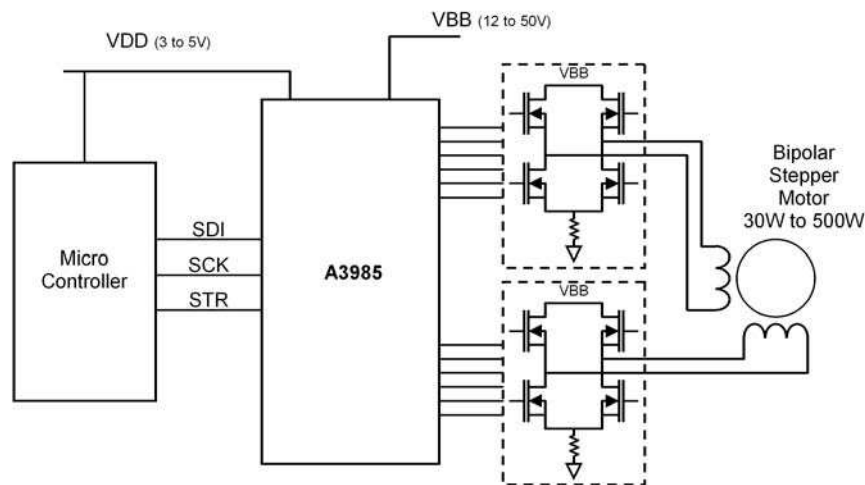 VDD (3 to 5V)
VBB (12 to 50V)
VBB
Bipolar
Stepper
Motor
30W to 500W
Micro
Controller
SDI
SCK
STR
A3985
VBB